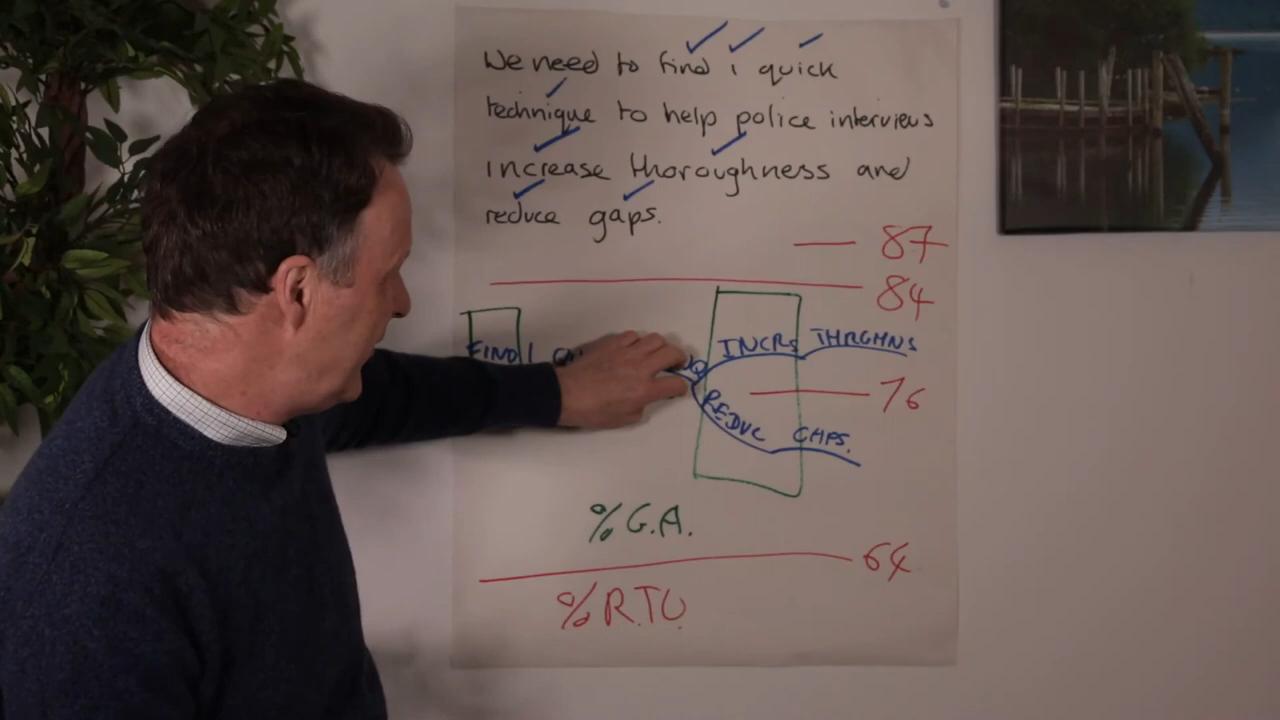 We need to find 1 quick
technique to help police interviews
increase thoroughness and
reduce gaps.
87
84
FIND 1 INCRS THRGHNS
76
REDUC GAPS.
% G.A.
64
% R.T.U.